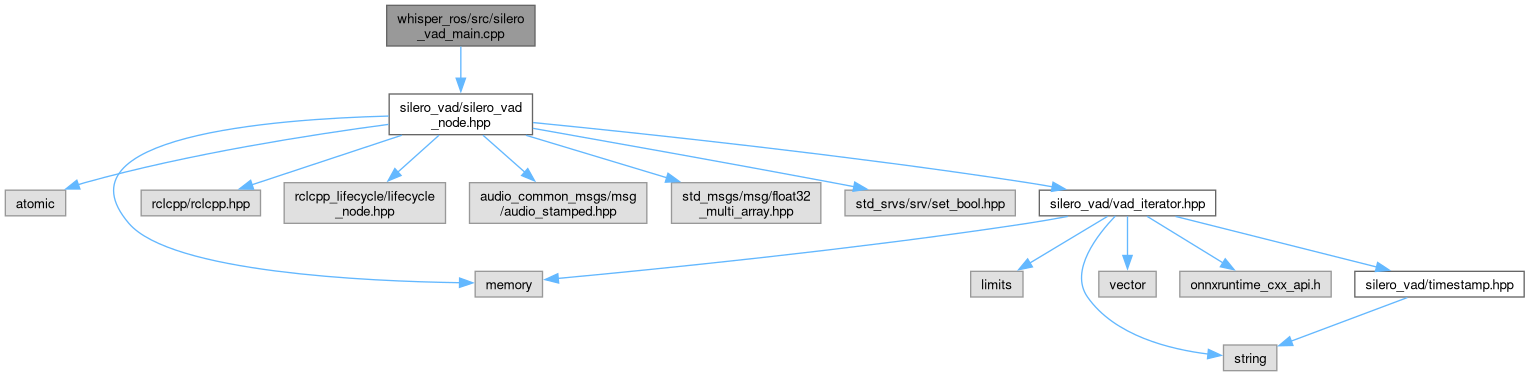 whisper_ros/src/silero
_vad_main.cpp
silero_vad/silero_vad
_node.hpp
atomic
rclcpp/rclcpp.hpp
rclcpp_lifecycle/lifecycle
_node.hpp
audio_common_msgs/msg
/audio_stamped.hpp
std_msgs/msg/float32
_multi_array.hpp
std_srvs/srv/set_bool.hpp
silero_vad/vad_iterator.hpp
memory
limits
vector
onnxruntime_cxx_api.h
silero_vad/timestamp.hpp
string